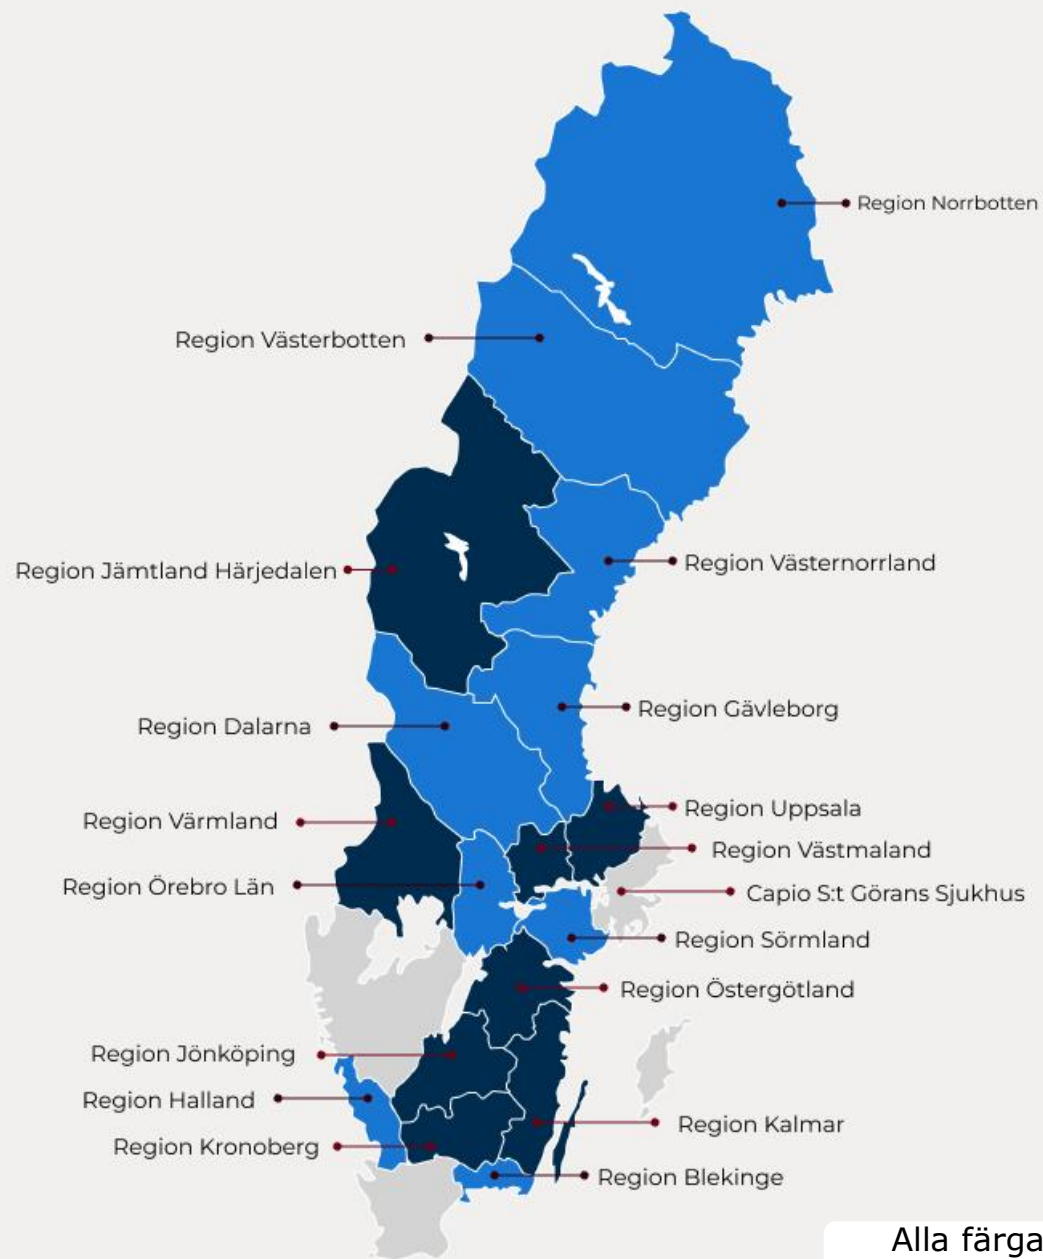 Region Norrbotten
Region Västerbotten
Region Västernorrland
Region Jämtland Härjedalen
Region Gävleborg
Region Dalarna
Region Uppsala
Region Värmland
Region Västmaland
Region Örebro Län
Capio S:t Görans Sjukhus
Region Sörmland
Region Östergötland
Region Jönköping
Region Halland
Region Kalmar
Region Kronoberg
Region Blekinge
Alla färga